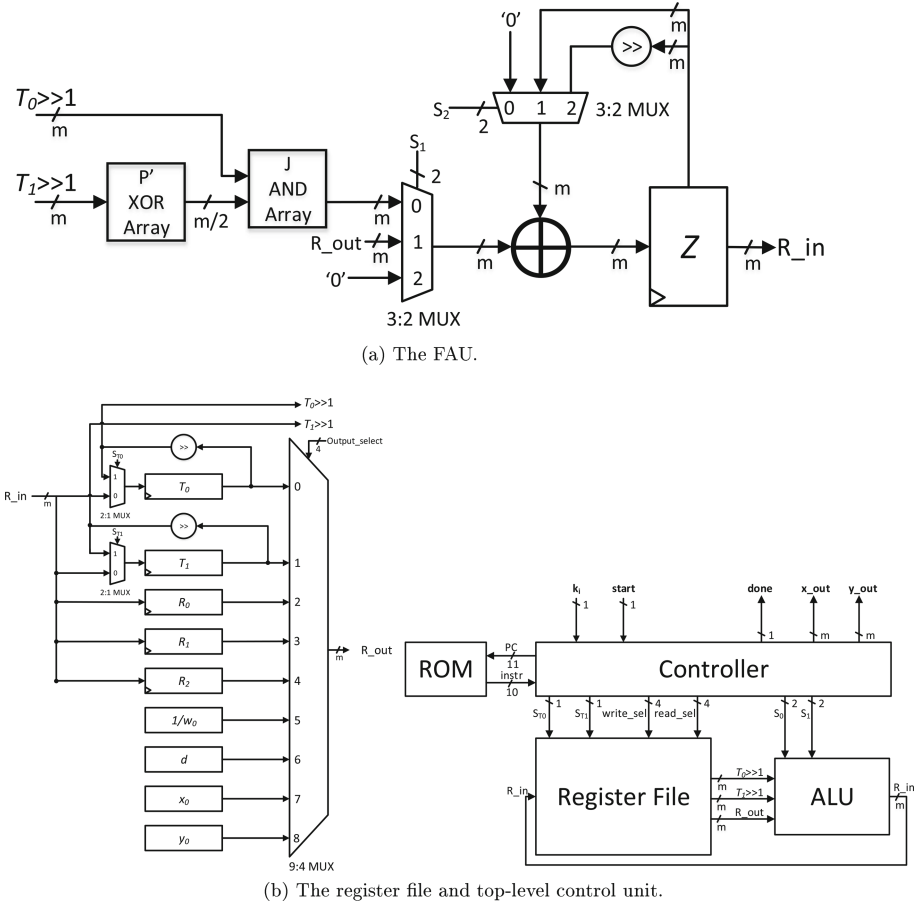 '0'
m
>>
m
T0>>1
m
S2
2
0 1 2
3:2 MUX
T1>>1
m
P'
XOR
Array
m/2
J
AND
Array
m
S1
2
0
R_out
m
1
'0'
2
3:2 MUX
m
m
m
Z
m
R_in
(a) The FAU.
T0>>1
T1>>1
>>
Output_select
4
ST0
1
0
2:1 MUX
T0
0
R_in
m
>>
ST1
1
0
2:1 MUX
T1
1
R0
2
R1
3
R2
4
1/w0
5
d
6
x0
7
y0
8
9:4 MUX
m
R_out
ki
1
start
1
done
1
x_out
m
y_out
m
ROM
PC
11
instr
10
Controller
ST0
1
ST1
1
write_sel
4
read_sel
4
S0
2
S1
2
R_in
Register File
T0>>1
m
T1>>1
m
R_out
m
ALU
R_in
m
(b) The register file and top-level control unit.